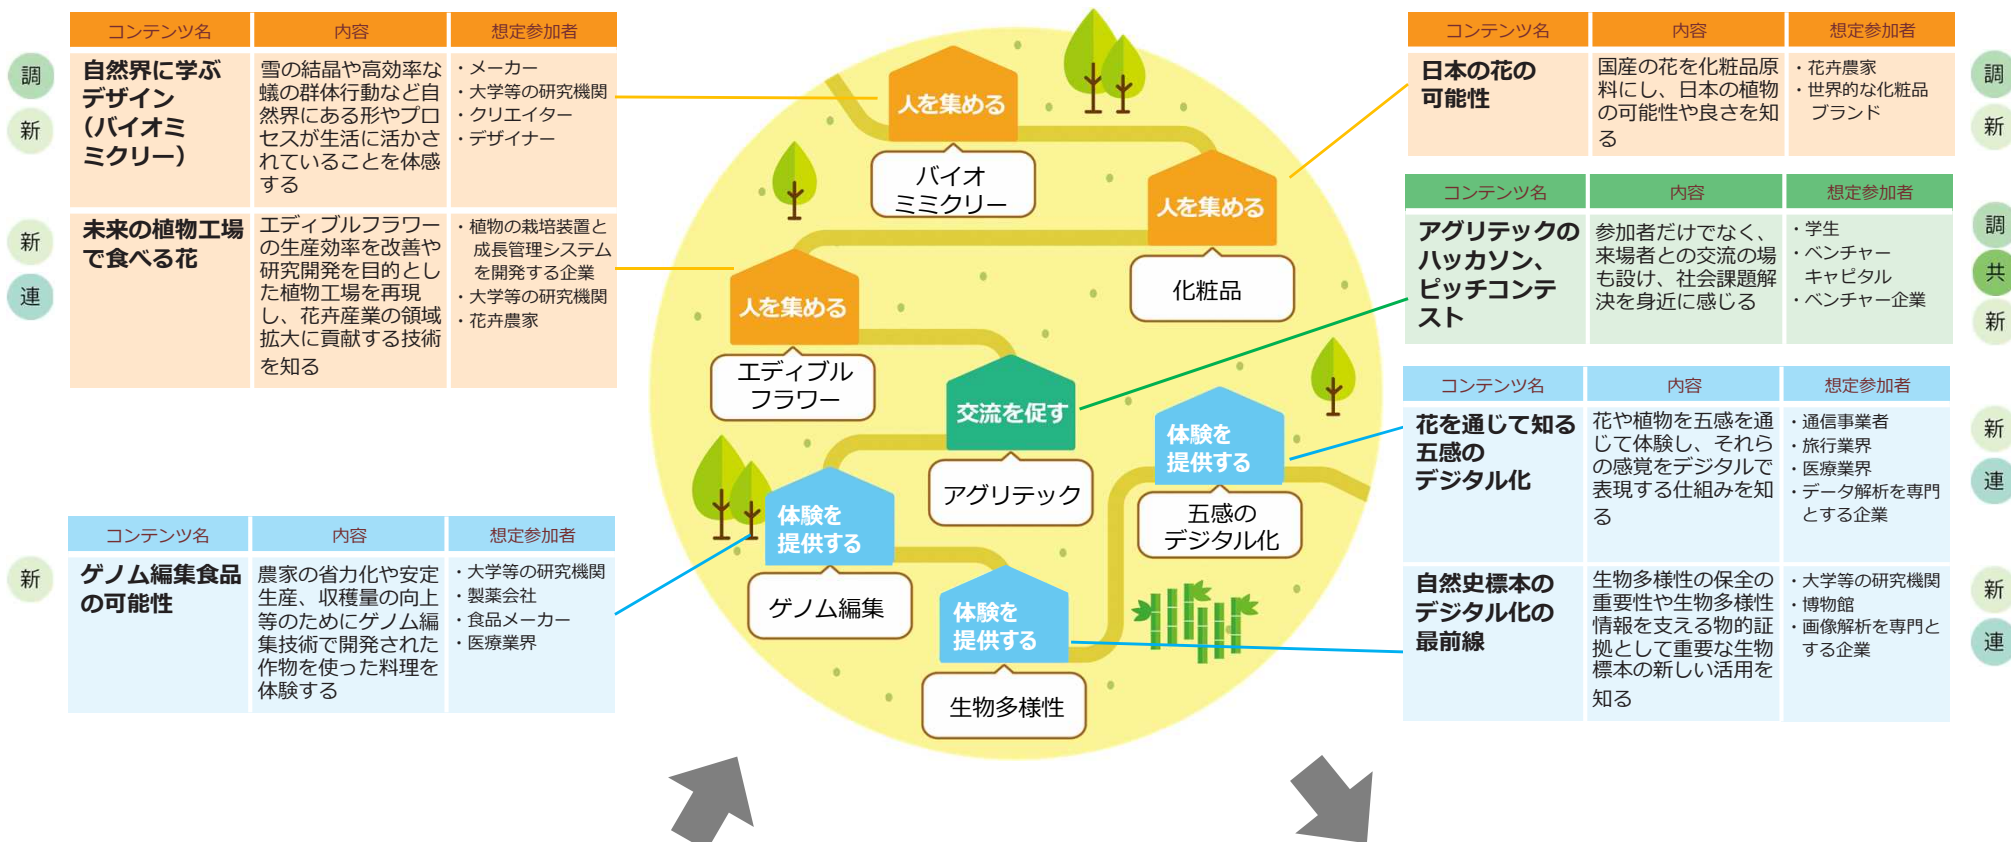 コンテンツ名 内容 想定参加者
調
新
自然界に学ぶ
デザイン
（バイオミ
ミクリー）
雪の結晶や高効率な
蟻の群体行動など自
然界にある形やプロ
セスが生活に活かさ
れていることを体感
する
・メーカー
・大学等の研究機関
・クリエイター
・デザイナー
新
連
未来の植物工場
で食べる花
エディブルフラワー
の生産効率を改善や
研究開発を目的とし
た植物工場を再現
し、花卉産業の領域
拡大に貢献する技術
を知る
・植物の栽培装置と
成長管理システム
を開発する企業
・大学等の研究機関
・花卉農家
コンテンツ名 内容 想定参加者
新
ゲノム編集食品
の可能性
農家の省力化や安定
生産、収穫量の向上
等のためにゲノム編
集技術で開発された
作物を使った料理を
体験する
・大学等の研究機関
・製薬会社
・食品メーカー
・医療業界
人を集める
バイオ
ミミクリー
人を集める
化粧品
人を集める
エディブル
フラワー
交流を促す
アグリテック
体験を
提供する
五感の
デジタル化
体験を
提供する
ゲノム編集
体験を
提供する
生物多様性
コンテンツ名 内容 想定参加者
日本の花の
可能性
国産の花を化粧品原
料にし、日本の植物
の可能性や良さを知
る
・花卉農家
・世界的な化粧品
ブランド
調
新
コンテンツ名 内容 想定参加者
アグリテックの
ハッカソン、
ピッチコンテ
スト
参加者だけでなく、
来場者との交流の場
も設け、社会課題解
決を身近に感じる
・学生
・ベンチャー
キャピタル
・ベンチャー企業
調
共
新
コンテンツ名 内容 想定参加者
花を通じて知る
五感の
デジタル化
花や植物を五感を通
じて体験し、それら
の感覚をデジタルで
表現する仕組みを知
る
・通信事業者
・旅行業界
・医療業界
・データ解析を専門
とする企業
新
連
自然史標本の
デジタル化の
最前線
生物多様性の保全の
重要性や生物多様性
情報を支える物的証
拠として重要な生物
標本の新しい活用を
知る
・大学等の研究機関
・博物館
・画像解析を専門と
する企業
新
連